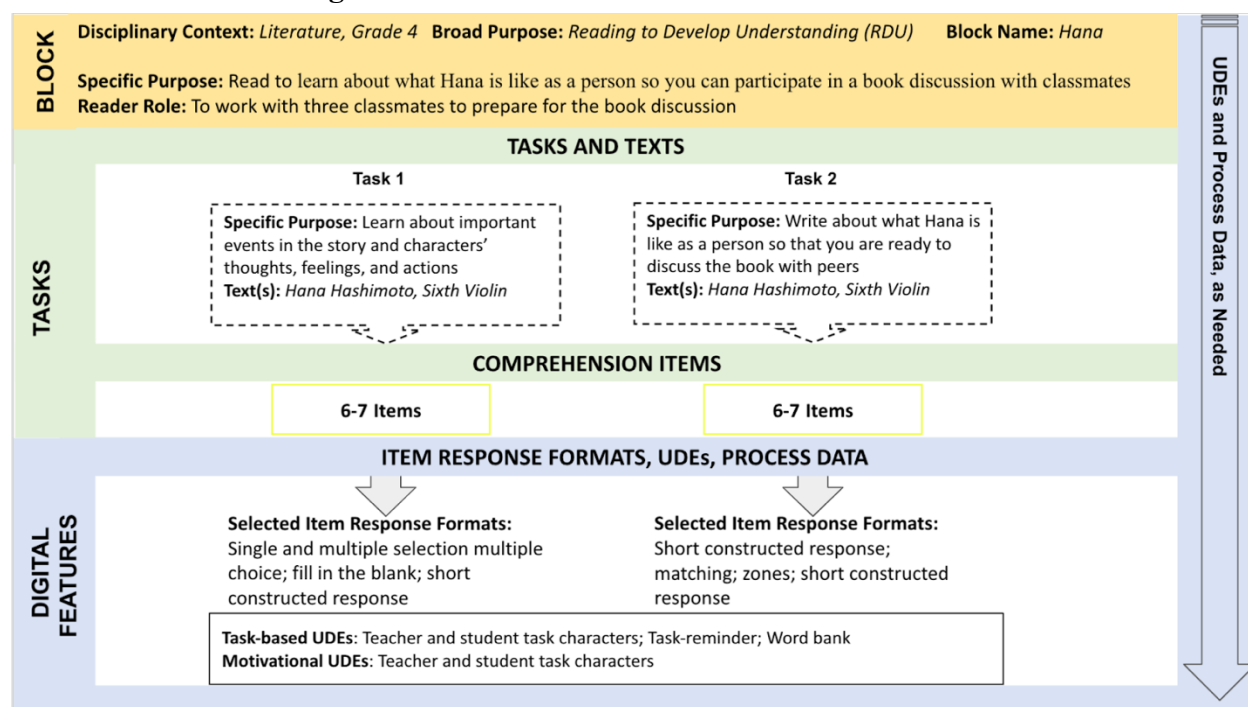 BLOCK
Disciplinary Context: Literature, Grade 4 Broad Purpose: Reading to Develop Understanding (RDU) Block Name: Hana
Specific Purpose: Read to learn about what Hana is like as a person so you can participate in a book discussion with classmates
Reader Role: To work with three classmates to prepare for the book discussion
UDEs and Process Data, as Needed
TASKS
TASKS AND TEXTS
Task 1
Specific Purpose: Learn about important
events in the story and characters’
thoughts, feelings, and actions
Text(s): Hana Hashimoto, Sixth Violin
Task 2
Specific Purpose: Write about what Hana is
like as a person so that you are ready to
discuss the book with peers
Text(s): Hana Hashimoto, Sixth Violin
COMPREHENSION ITEMS
6-7 Items
6-7 Items
DIGITAL
FEATURES
ITEM RESPONSE FORMATS, UDEs, PROCESS DATA
Selected Item Response Formats:
Single and multiple selection multiple
choice; fill in the blank; short
constructed response
Selected Item Response Formats:
Short constructed response;
matching; zones; short constructed
response
Task-based UDEs: Teacher and student task characters; Task-reminder; Word bank
Motivational UDEs: Teacher and student task characters